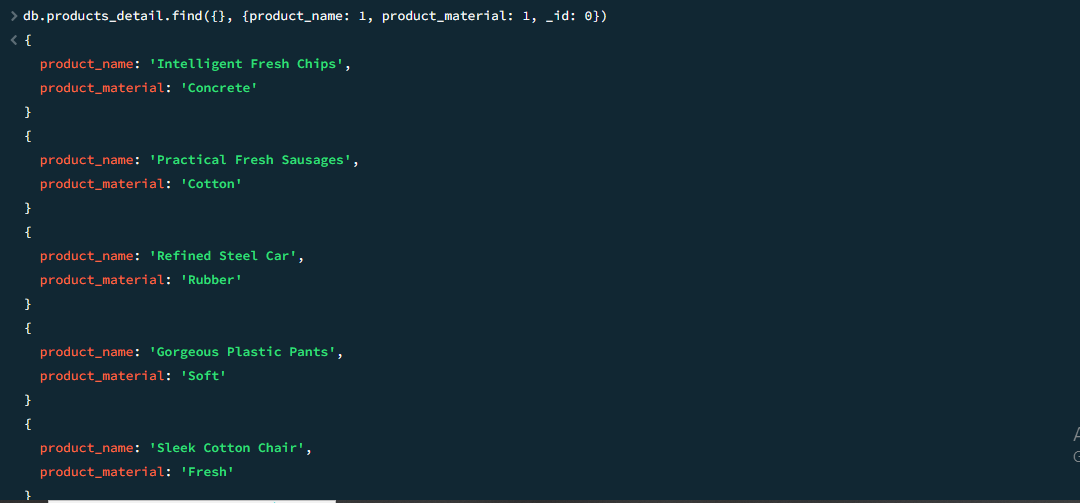 > db.products_detail.find({}, {product_name: 1, product_material: 1, _id: 0})
< {
product_name: 'Intelligent Fresh Chips',
product_material: 'Concrete'
}
{
product_name: 'Practical Fresh Sausages',
product_material: 'Cotton'
}
{
product_name: 'Refined Steel Car',
product_material: 'Rubber'
}
{
product_name: 'Gorgeous Plastic Pants',
product_material: 'Soft'
}
{
product_name: 'Sleek Cotton Chair',
product_material: 'Fresh'
}